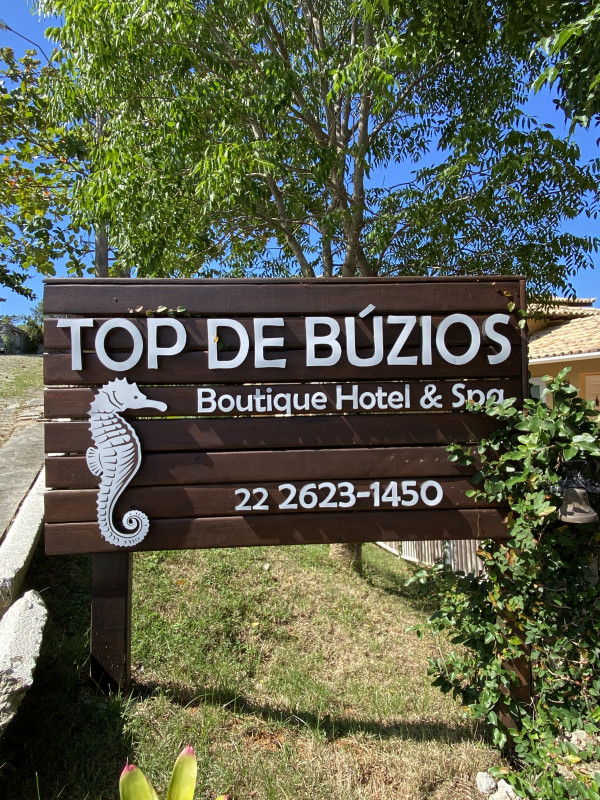 TOP DE BÚZIOS
Boutique Hotel & Spa
22 2623-1450